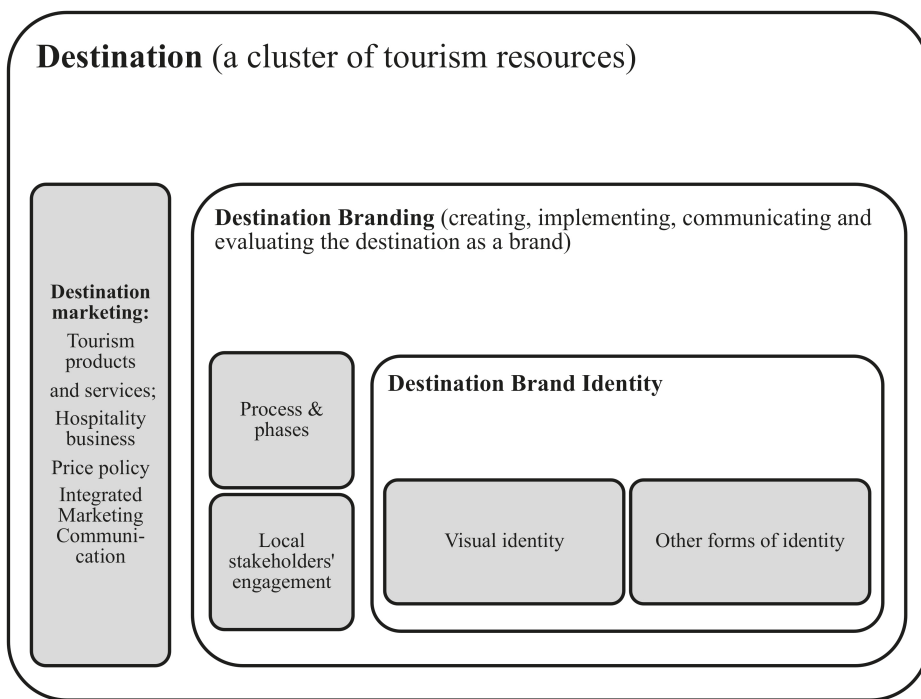 Destination (a cluster of tourism resources)
Destination
marketing:
Tourism
products
and services;
Hospitality
business
Price policy
Integrated
Marketing
Communi-
cation
Destination Branding (creating, implementing, communicating and
evaluating the destination as a brand)
Process &
phases
Local
stakeholders'
engagement
Destination Brand Identity
Visual identity
Other forms of identity